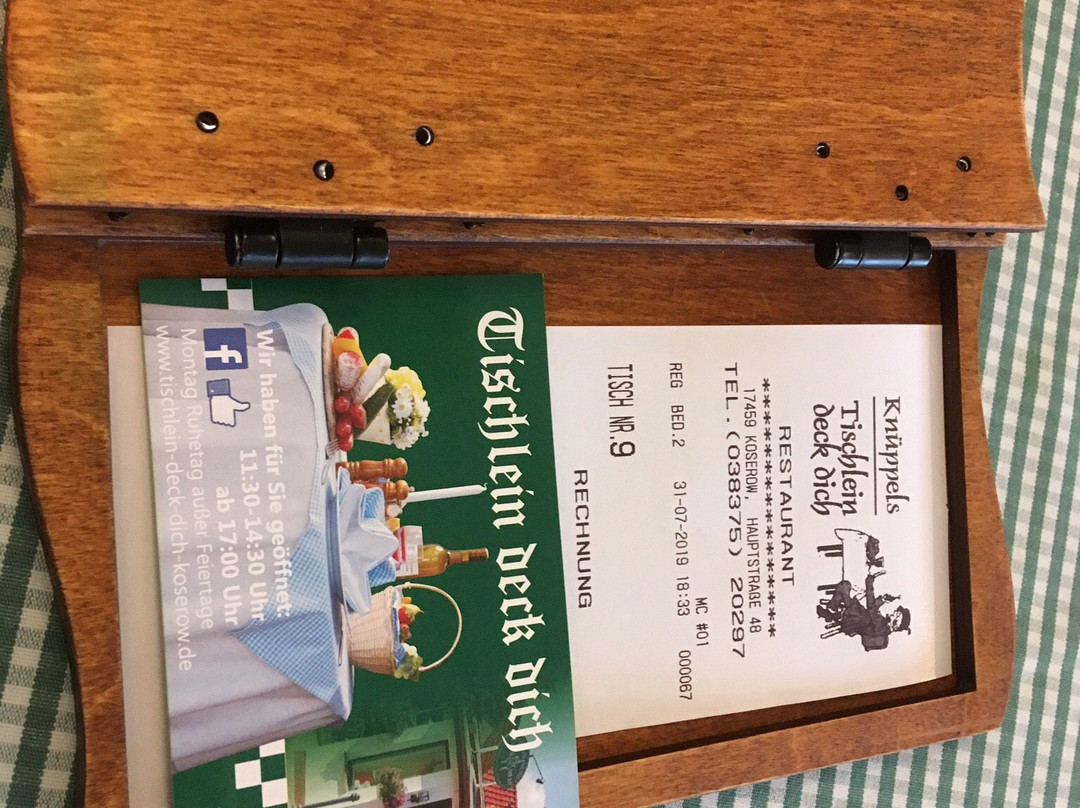 Knüppels
Tischlein
deck dich
RESTAURANT
*******************
17459 KOSEROW, HAUPTSTRAßE 48
TEL.(038375) 20297
MC #01
REG BED.2 31-07-2019 18:33 000067
TISCH NR.9
RECHNUNG
Tischlein deck dich
Wir haben für Sie geöffnet:
11:30-14:30 Uhr
ab 17:00 Uhr
f
Montag Ruhetag außer Feiertage
www.tischlein-deck-dich-koserow.de